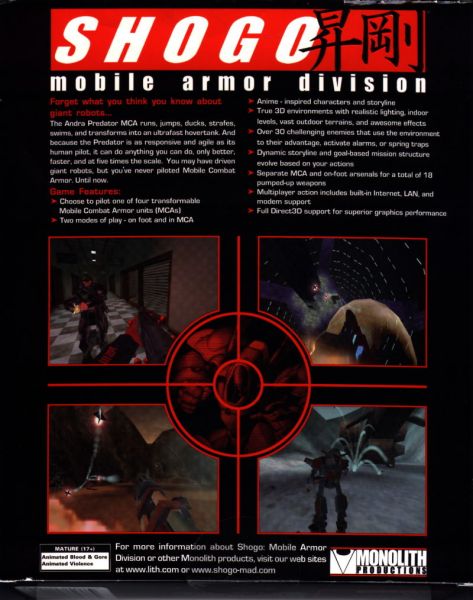 SHOGO 昇剛
mobile armor division
Forget what you think you know about
giant robots...
The Andra Predator MCA runs, jumps, ducks, strafes,
swims, and transforms into an ultrafast hovertank. And
because the Predator is as responsive and agile as its
human pilot, it can do anything you can do, only better,
faster, and at five times the scale. You may have driven
giant robots, but you've never piloted Mobile Combat
Armor. Until now.
Game Features:
➤ Choose to pilot one of four transformable
Mobile Combat Armor units (MCAs)
➤ Two modes of play - on foot and in MCA
➤ Anime - inspired characters and storyline
➤ True 3D environments with realistic lighting, indoor
levels, vast outdoor terrains, and awesome effects
➤ Over 30 challenging enemies that use the environment
to their advantage, activate alarms, or spring traps
➤ Dynamic storyline and goal-based mission structure
evolve based on your actions
➤ Separate MCA and on-foot arsenals for a total of 18
pumped-up weapons
➤ Multiplayer action includes built-in Internet, LAN, and
modem support
➤ Full Direct3D support for superior graphics performance
MATURE (17+)
Animated Blood & Gore
Animated Violence
For more information about Shogo: Mobile Armor
Division or other Monolith products, visit our web sites
at www.lith.com or www.shogo-mad.com
MONOLITH
PRODUCTIONS